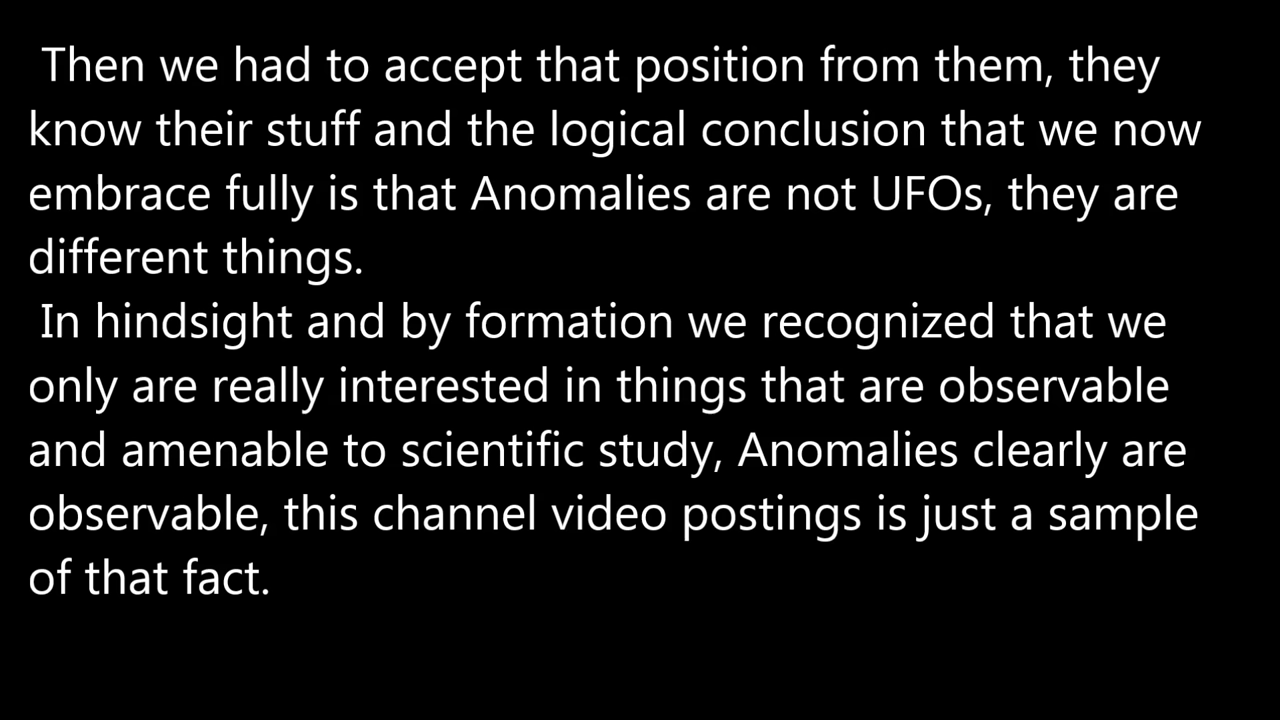 Then we had to accept that position from them, they
know their stuff and the logical conclusion that we now
embrace fully is that Anomalies are not UFOs, they are
different things.
In hindsight and by formation we recognized that we
only are really interested in things that are observable
and amenable to scientific study, Anomalies clearly are
observable, this channel video postings is just a sample
of that fact.